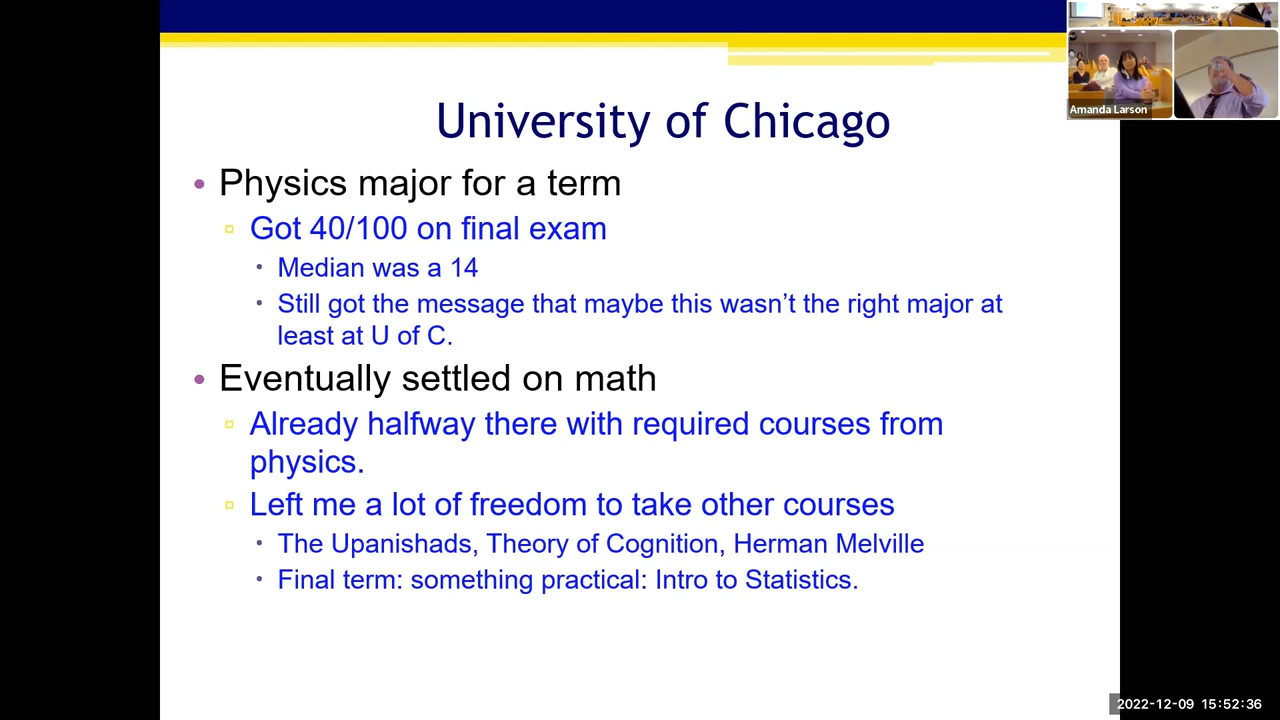 Amanda Larson
University of Chicago
• Physics major for a term
▫ Got 40/100 on final exam
• Median was a 14
• Still got the message that maybe this wasn’t the right major at
least at U of C.
• Eventually settled on math
▫ Already halfway there with required courses from
physics.
▫ Left me a lot of freedom to take other courses
• The Upanishads, Theory of Cognition, Herman Melville
• Final term: something practical: Intro to Statistics.
2022-12-09 15:52:36